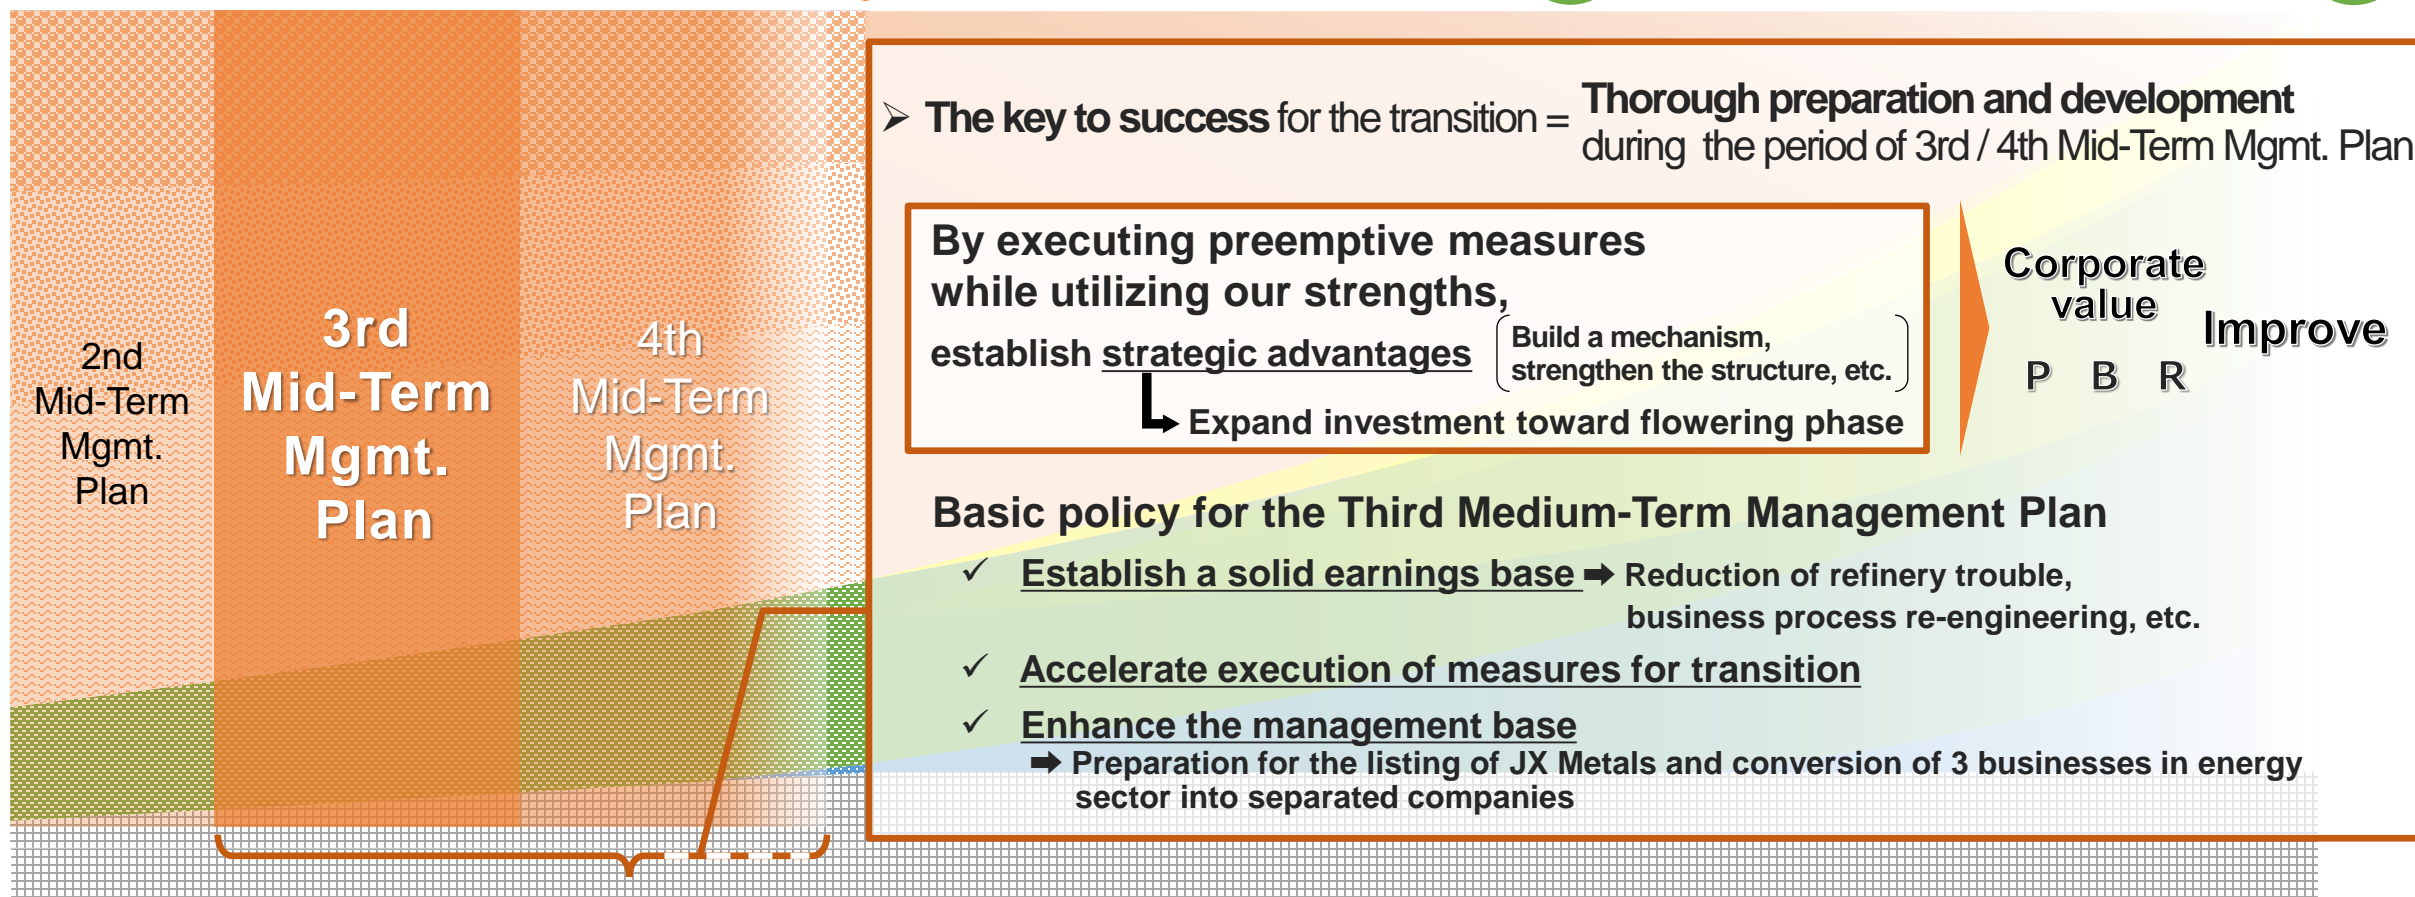 2nd
Mid-Term
Mgmt.
Plan
3rd
Mid-Term
Mgmt.
Plan
4th
Mid-Term
Mgmt.
Plan
➢ The key to success for the transition = Thorough preparation and development
during the period of 3rd / 4th Mid-Term Mgmt. Plan
By executing preemptive measures
while utilizing our strengths,
establish strategic advantages
Build a mechanism,
strengthen the structure, etc.
Expand investment toward flowering phase
Corporate
value
P B R
Improve
Basic policy for the Third Medium-Term Management Plan
✓ Establish a solid earnings base ➡ Reduction of refinery trouble,
business process re-engineering, etc.
✓ Accelerate execution of measures for transition
✓ Enhance the management base
➡ Preparation for the listing of JX Metals and conversion of 3 businesses in energy
sector into separated companies